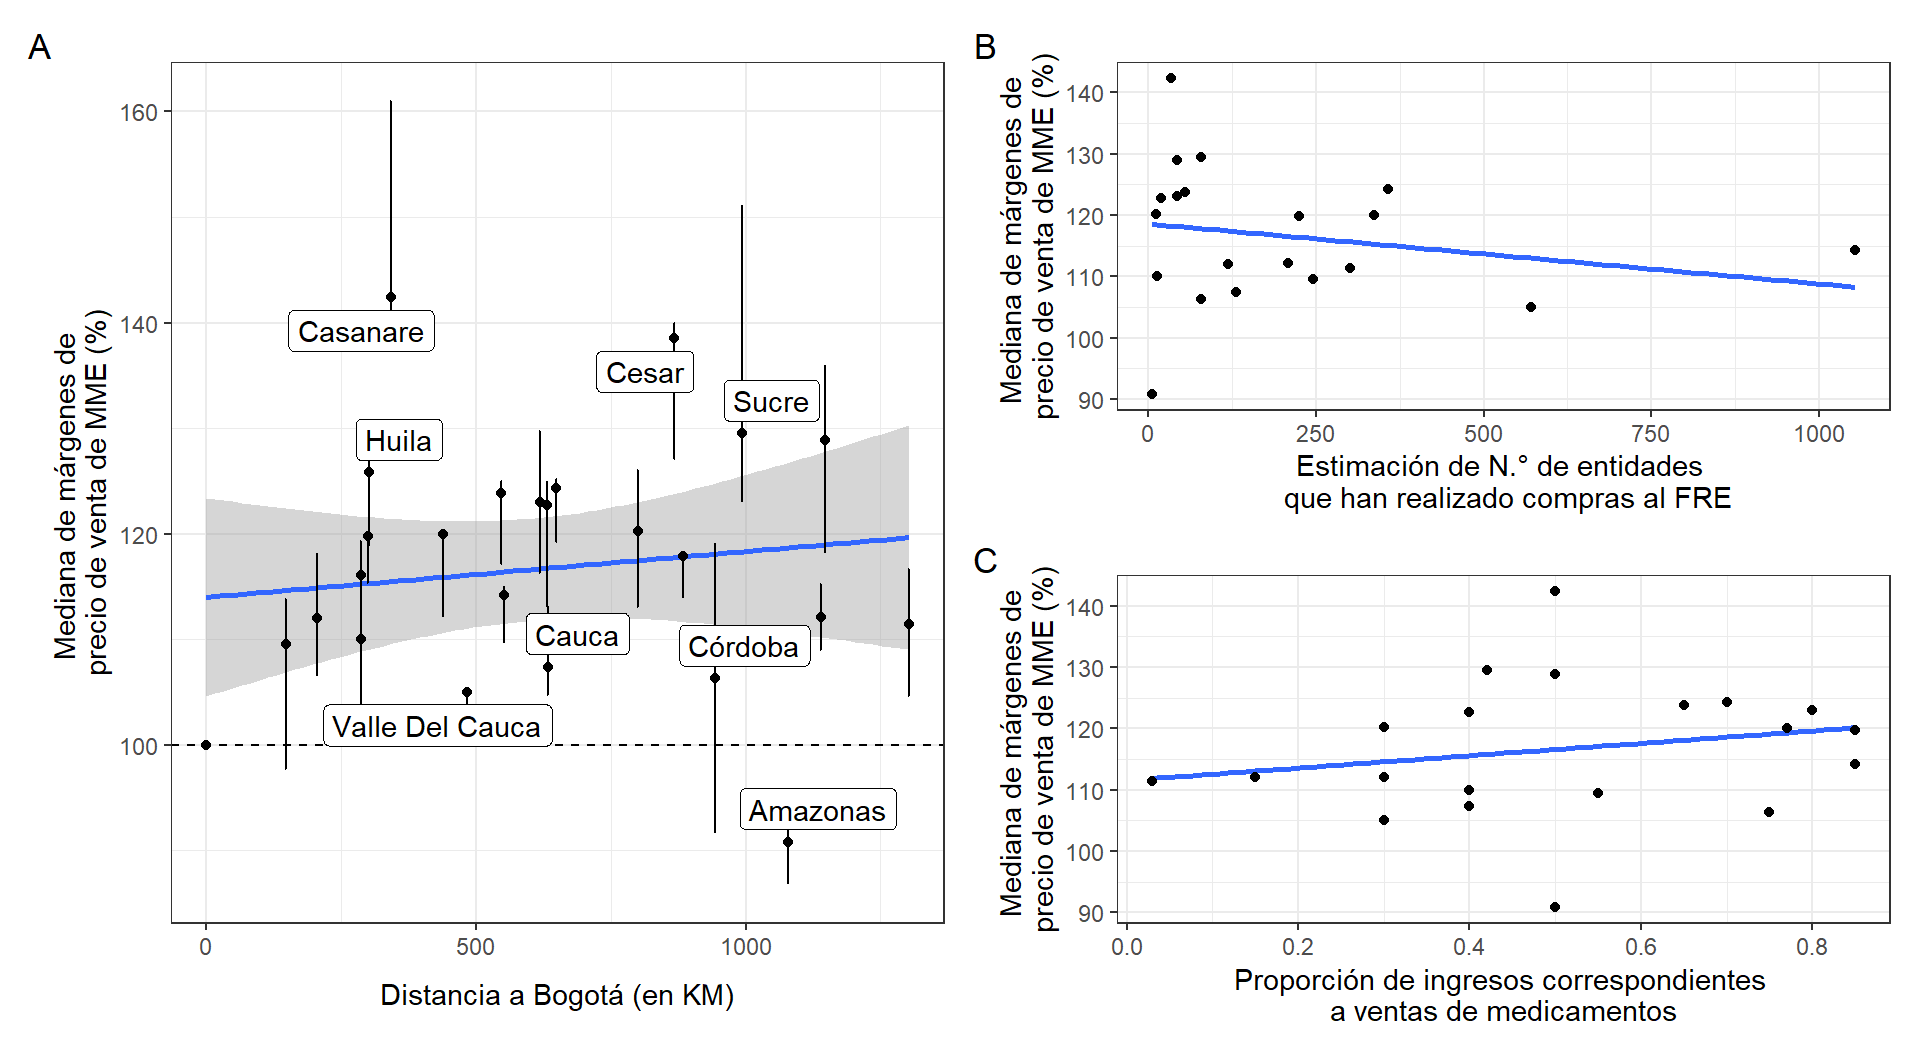 A
Mediana de márgenes de
precio de venta de MME (%)
160
140
120
100
Casanare
Cesar
Sucre
Huila
Cauca
Córdoba
Valle Del Cauca
Amazonas
0
500
1000
Distancia a Bogotá (en KM)
B
Mediana de márgenes de
precio de venta de MME (%)
140
130
120
110
100
90
0
250
500
750
1000
Estimación de N.° de entidades
que han realizado compras al FRE
C
Mediana de márgenes de
precio de venta de MME (%)
140
130
120
110
100
90
0.0
0.2
0.4
0.6
0.8
Proporción de ingresos correspondientes
a ventas de medicamentos